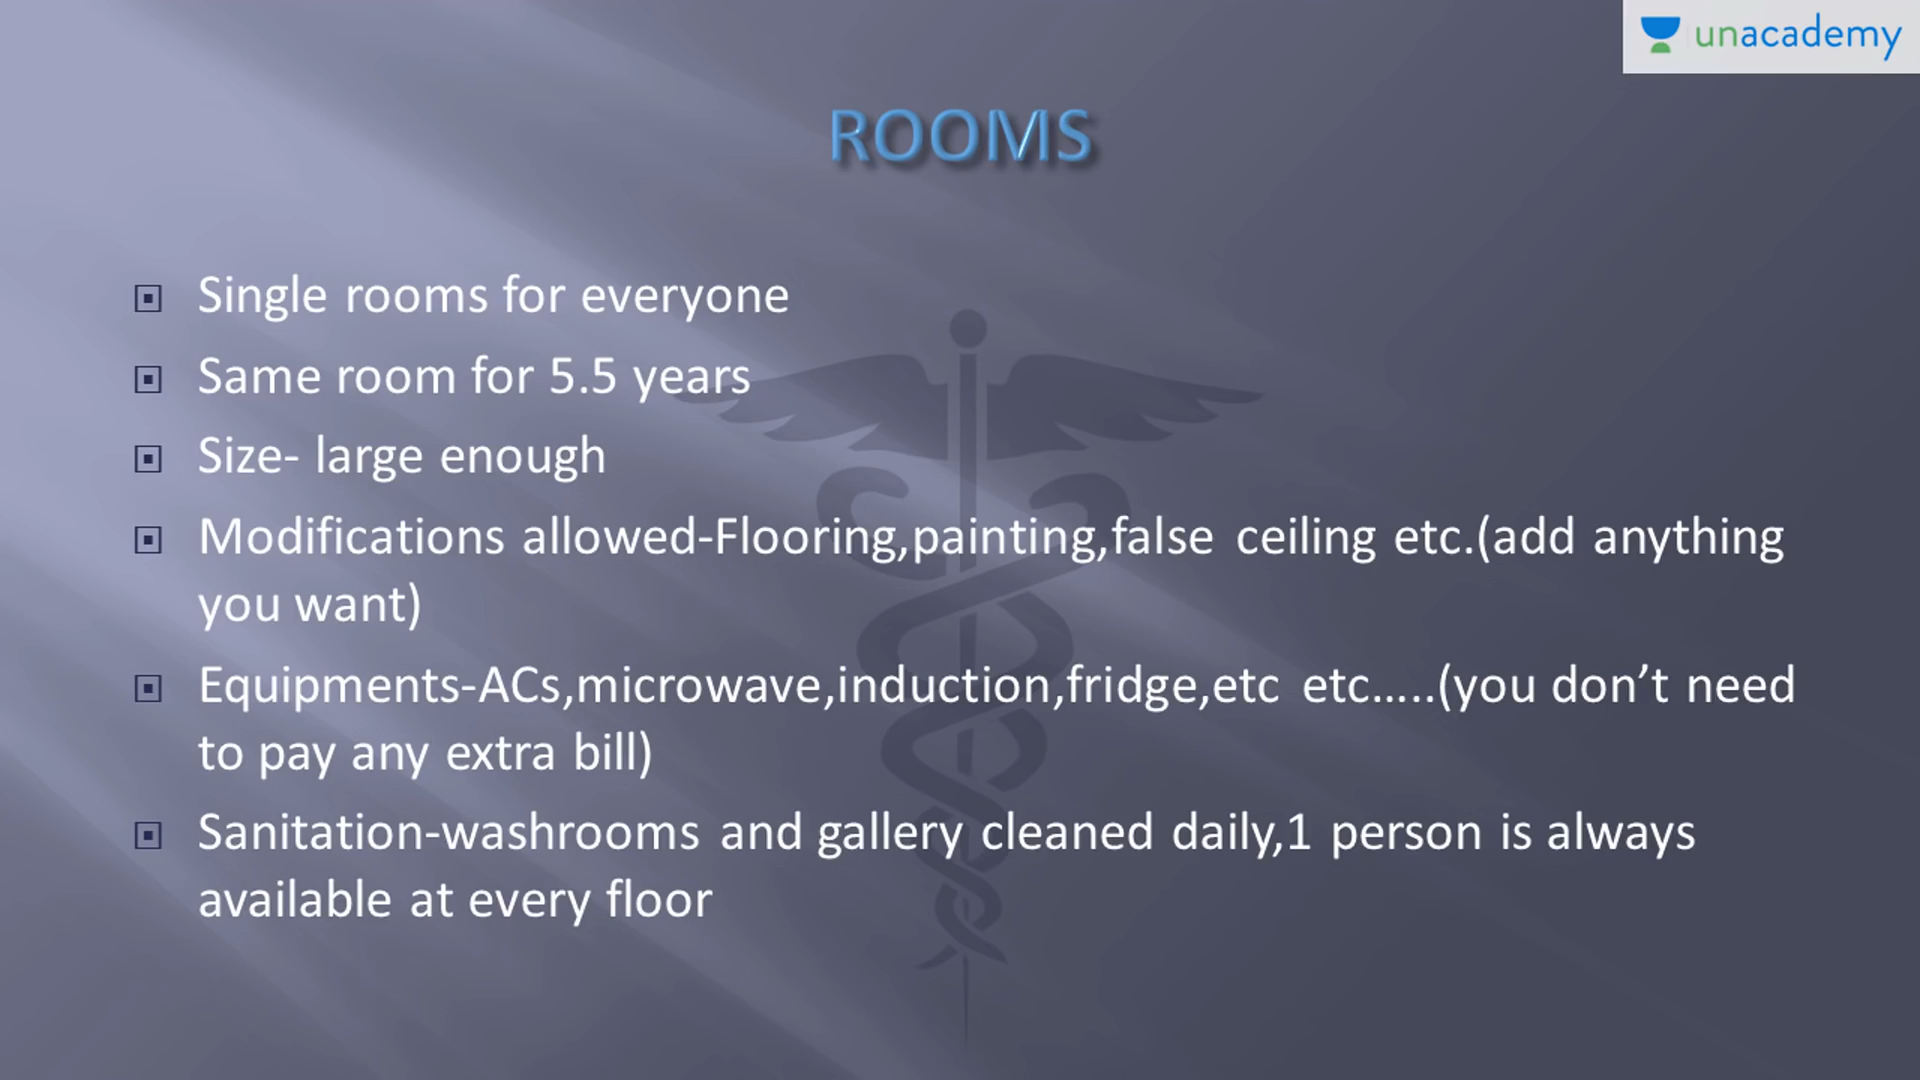 unacademy
ROOMS
Single rooms for everyone
Same room for 5.5 years
Size- large enough
Modifications allowed-Flooring,painting,false ceiling etc.(add anything
you want)
Equipments-ACs,microwave,induction,fridge,etc etc.....(you don’t need
to pay any extra bill)
Sanitation-washrooms and gallery cleaned daily,1 person is always
available at every floor